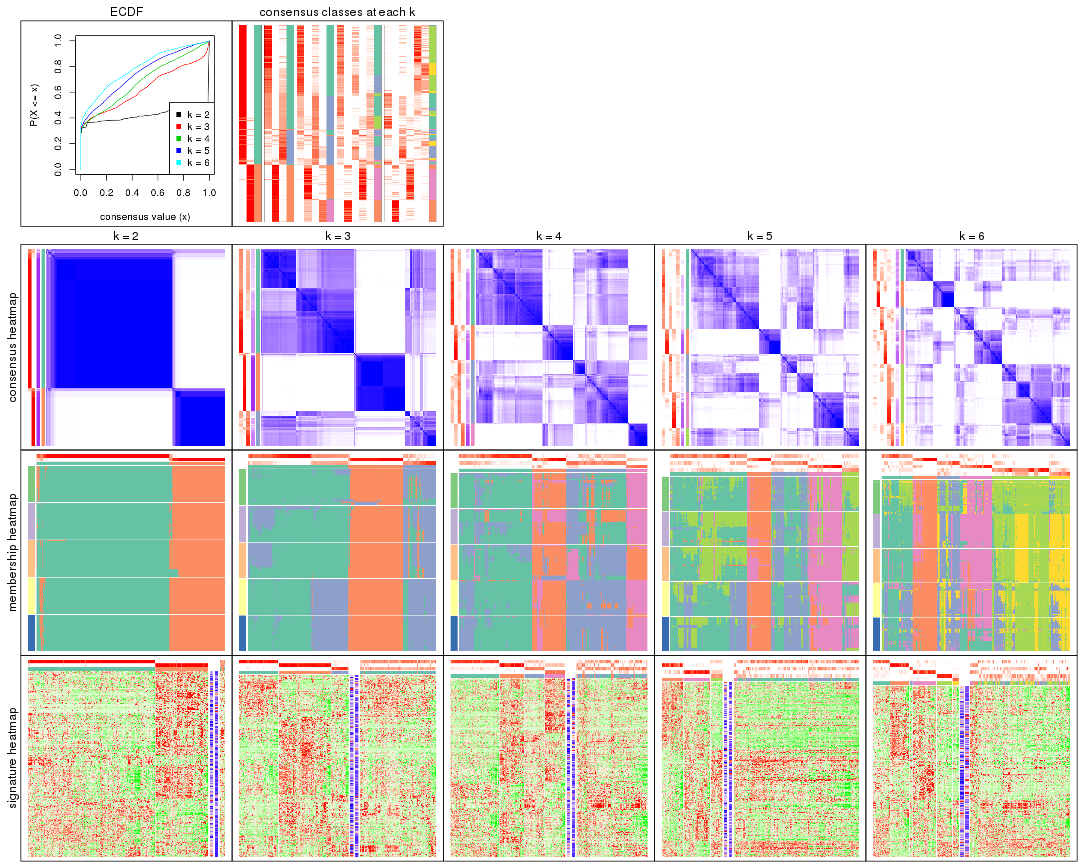 ECDF
consensus classes at each k
P(X <= x)
1.0
0.8
0.6
0.4
0.2
0.0
k = 2
k = 3
k = 4
k = 5
k = 6
0.0 0.2 0.4 0.6 0.8 1.0
consensus value (x)
k = 2 k = 3 k = 4 k = 5 k = 6
consensus heatmap
membership heatmap
signature heatmap